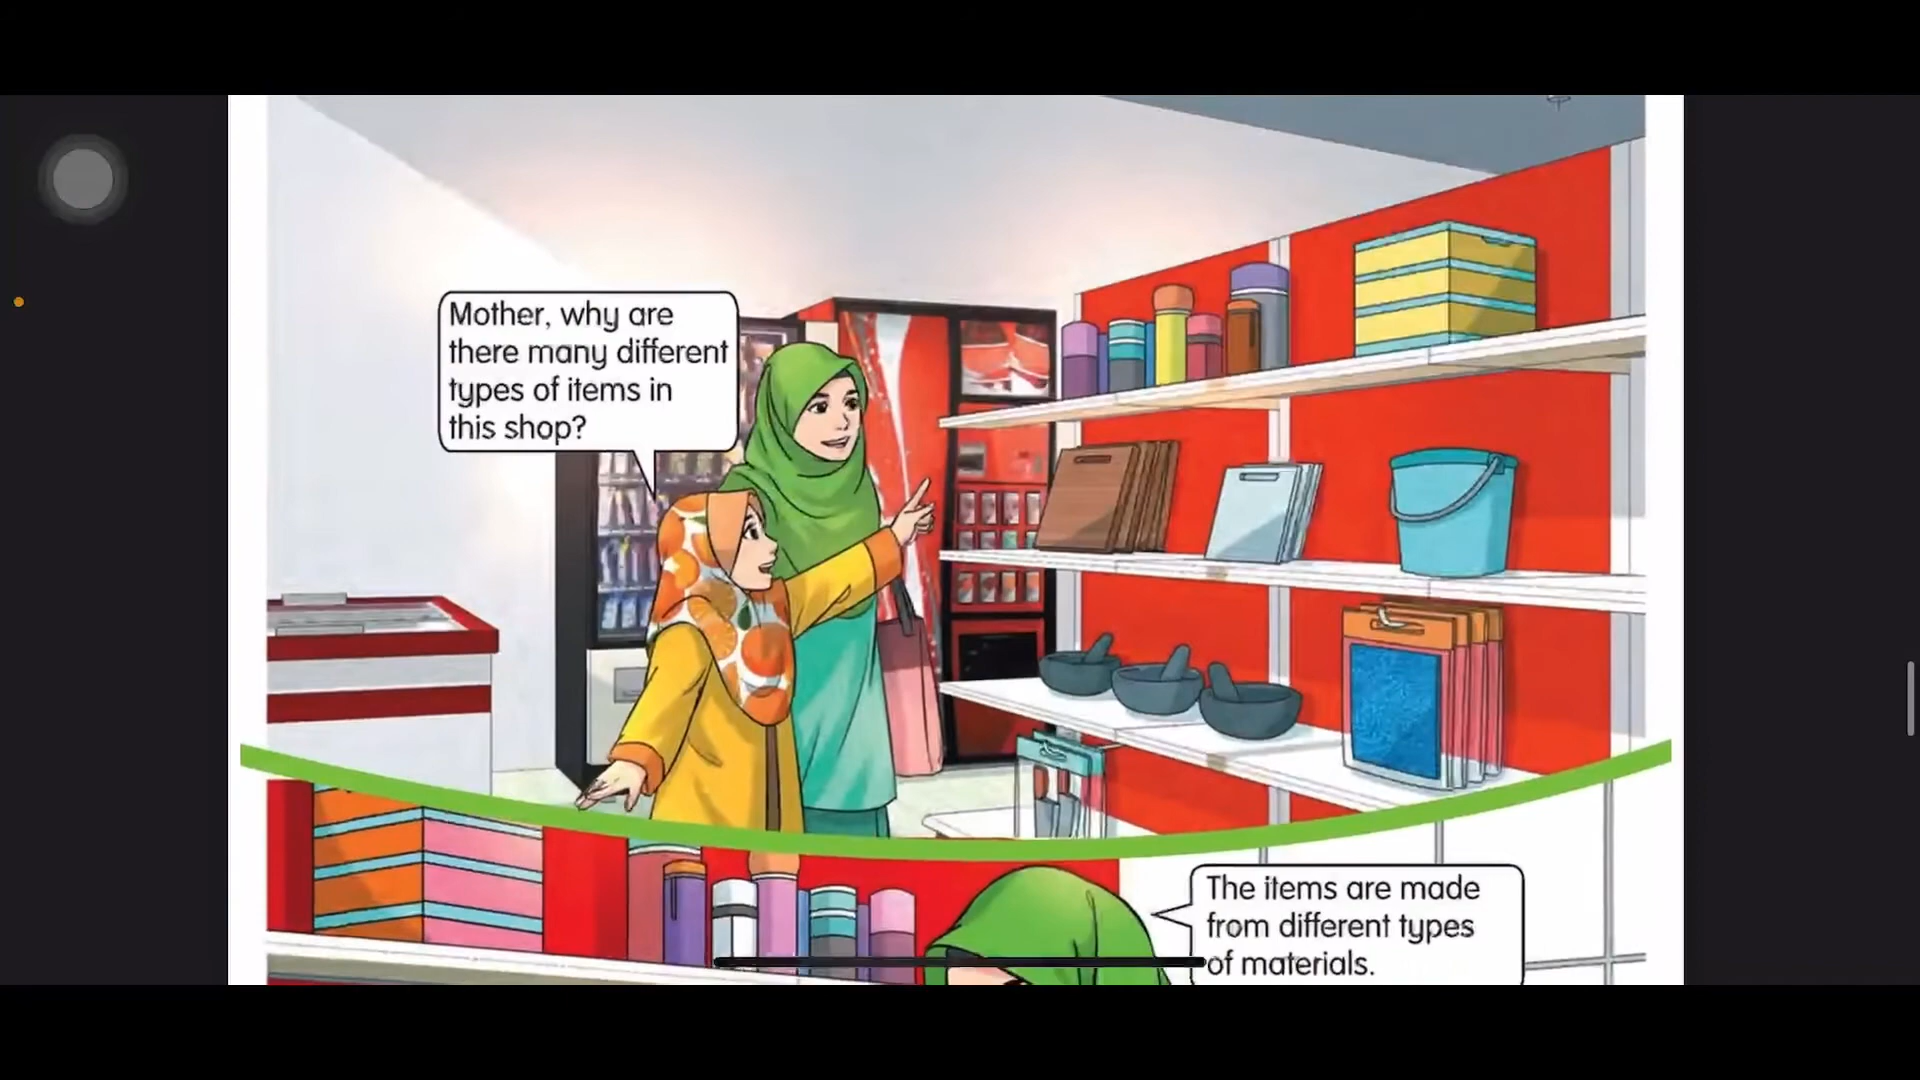 Mother, why are
there many different
types of items in
this shop?
The items are made
from different types
of materials.